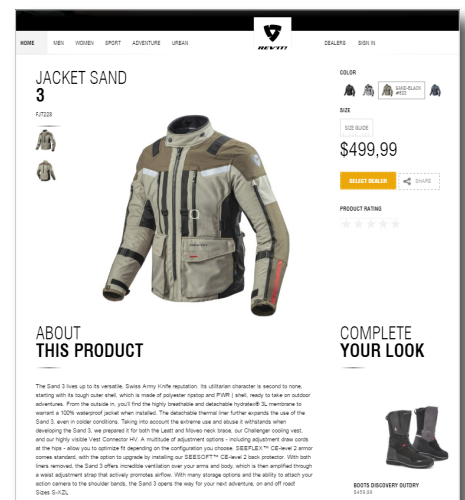 HOME MEN WOMEN SPORT ADVENTURE URBAN REV'IT! DEALERS SIGN IN
JACKET SAND
3
FJT228
COLOR
SAND-BLACK
SIZE
SIZE GUIDE
$499,99
SELECT DEALER SHARE
PRODUCT RATING
ABOUT
THIS PRODUCT
The Sand 3 lives up to its versatile, Swiss Army Knife reputation. Its utilitarian character is second to none,
starting with its tough outer shell, which is made of polyester ripstop and PWR | shell, ready to take on outdoor
adventures. From the outside in, you'll find the highly breathable and detachable hydratex® 3L membrane to
warrant a 100% waterproof jacket when installed. The detachable thermal liner further expands the use of the
Sand 3, even in colder conditions. Taking into account the extreme use and abuse it withstands when
developing the Sand 3, we prepared it for both the Leatt and Moveo neck brace, our Challenger cooling vest,
and our highly visible Vest Connector HV. A multitude of adjustment options - including adjustment draw cords
at the hips - allow you to optimize fit depending on the configuration you choose. SEEFLEX™ CE-level 2 armor
comes standard, with the option to upgrade by installing our SEESOFT™ CE-level 2 back protector. With both
liners removed, the Sand 3 offers incredible ventilation over your arms and body, which is then amplified through
a waist adjustment strap that actively promotes airflow. With many storage options and the ability to attach your
action camera to the shoulder bands, the Sand 3 opens the way for your next adventure, on and off road!
Sizes S-XZL
COMPLETE
YOUR LOOK
BOOTS DISCOVERY OUTDRY
$459,99